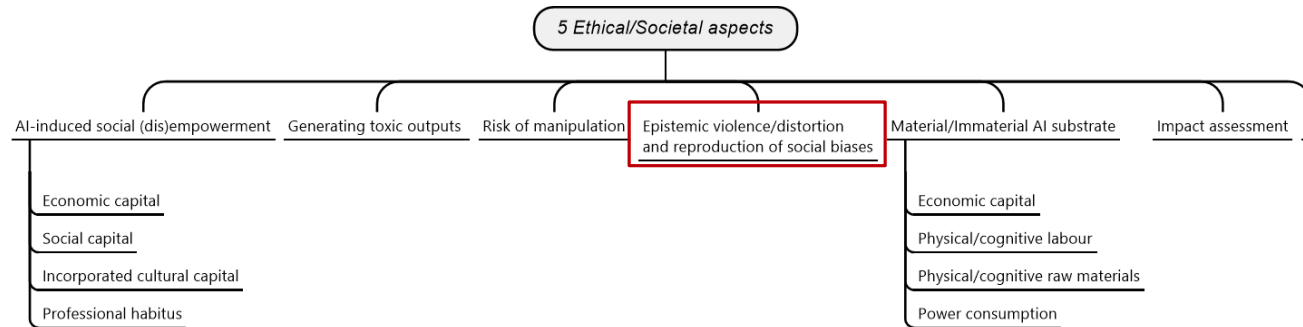 5 Ethical/Societal aspects
AI-induced social (dis)empowerment
Generating toxic outputs
Risk of manipulation
Epistemic violence/distortion
and reproduction of social biases
Material/Immaterial AI substrate
Impact assessment
Economic capital
Social capital
Incorporated cultural capital
Professional habitus
Economic capital
Physical/cognitive labour
Physical/cognitive raw materials
Power consumption